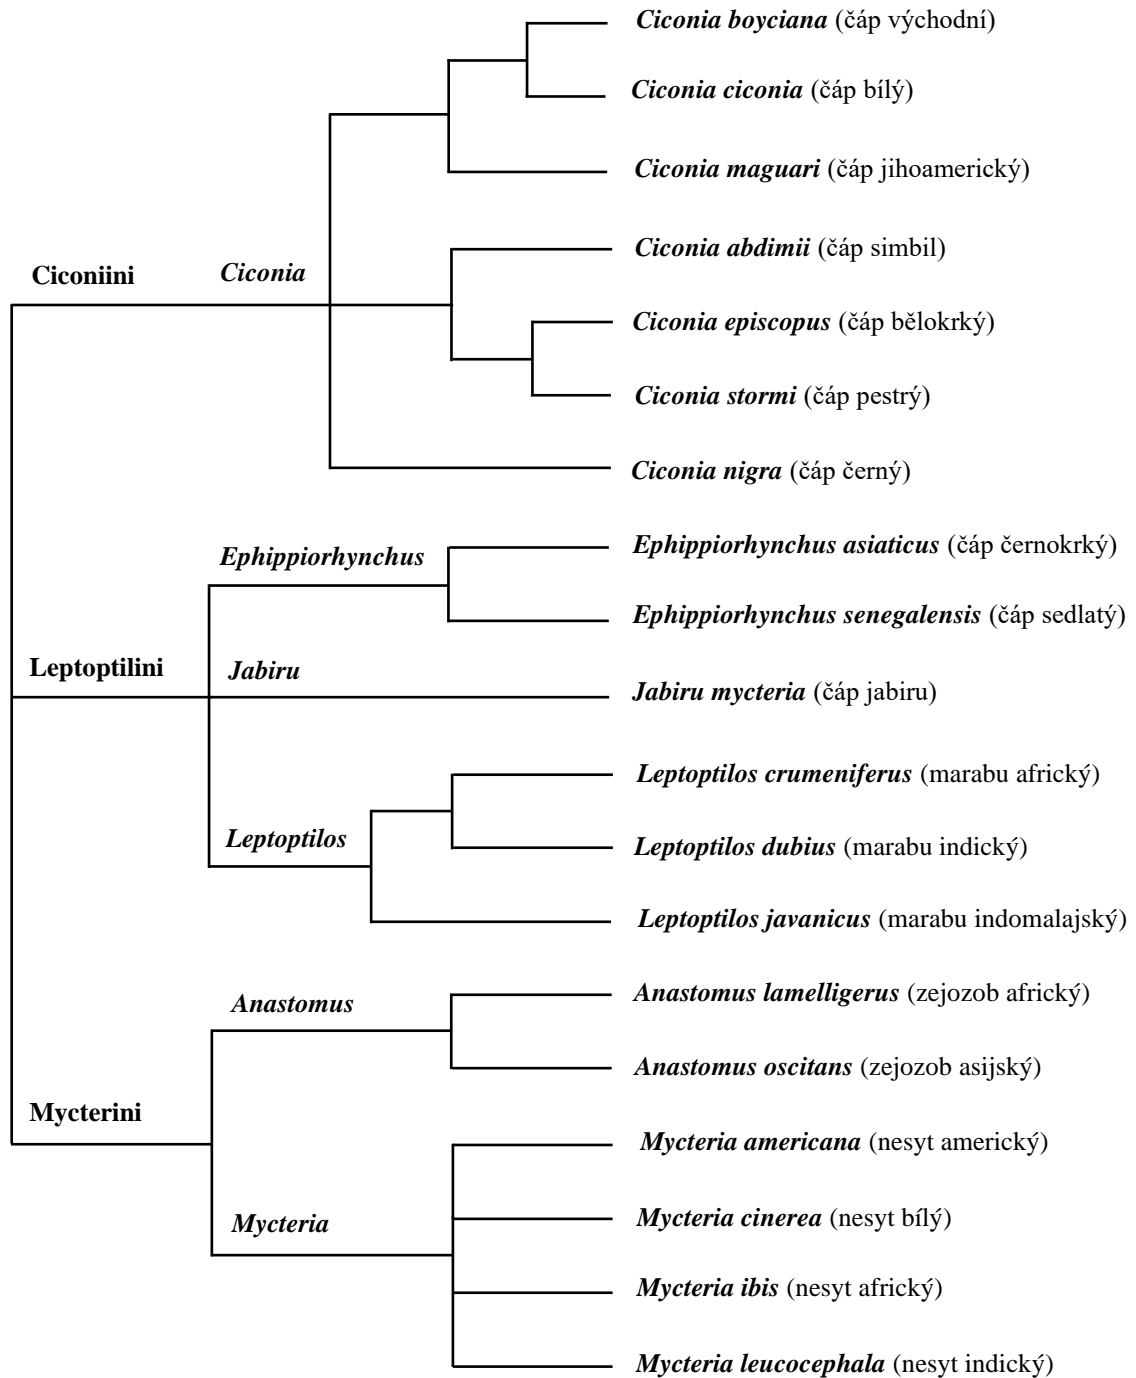 Ciconia boyciana (čáp východní)
Ciconia ciconia (čáp bílý)
Ciconia maguari (čáp jihoamerický)
Ciconia abdimii (čáp simbil)
Ciconiini
Ciconia
Ciconia episcopus (čáp bělokrký)
Ciconia stormi (čáp pestrý)
Ciconia nigra (čáp černý)
Ephippiorhynchus
Ephippiorhynchus asiaticus (čáp černokrký)
Ephippiorhynchus senegalensis (čáp sedlatý)
Leptoptilini
Jabiru
Jabiru mycteria (čáp jabiru)
Leptoptilos crumeniferus (marabu africký)
Leptoptilos
Leptoptilos dubius (marabu indický)
Leptoptilos javanicus (marabu indomalajský)
Anastomus
Anastomus lamelligerus (zejozob africký)
Anastomus oscitans (zejozob asijský)
Mycterini
Mycteria americana (nesyt americký)
Mycteria
Mycteria cinerea (nesyt bílý)
Mycteria ibis (nesyt africký)
Mycteria leucocephala (nesyt indický)